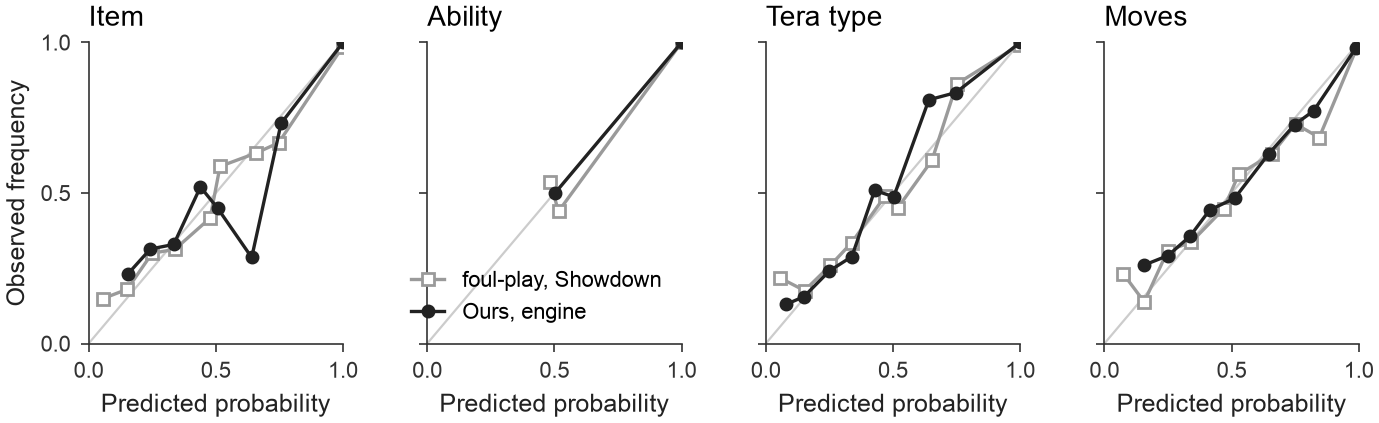 Item
Ability
Tera type
Moves
Observed frequency
1.0
0.5
0.0
foul-play, Showdown
Ours, engine
0.0 0.5 1.0
0.0 0.5 1.0
0.0 0.5 1.0
0.0 0.5 1.0
Predicted probability
Predicted probability
Predicted probability
Predicted probability